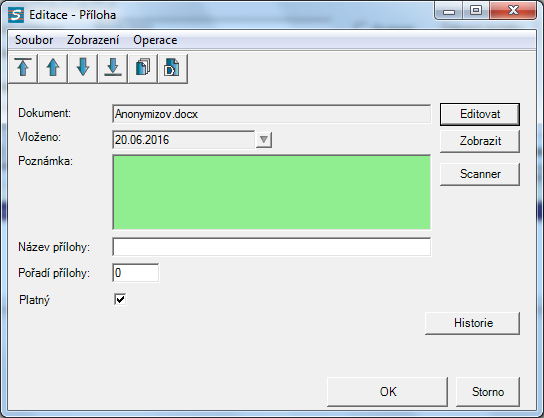 Editace - Příloha
Soubor Zobrazení Operace
Dokument: Anonymizov.docx Editovat
Vloženo: 20.06.2016 Zobrazit
Poznámka:
Scanner
Název přílohy:
Pořadí přílohy: 0
Platný
Historie
OK Storno